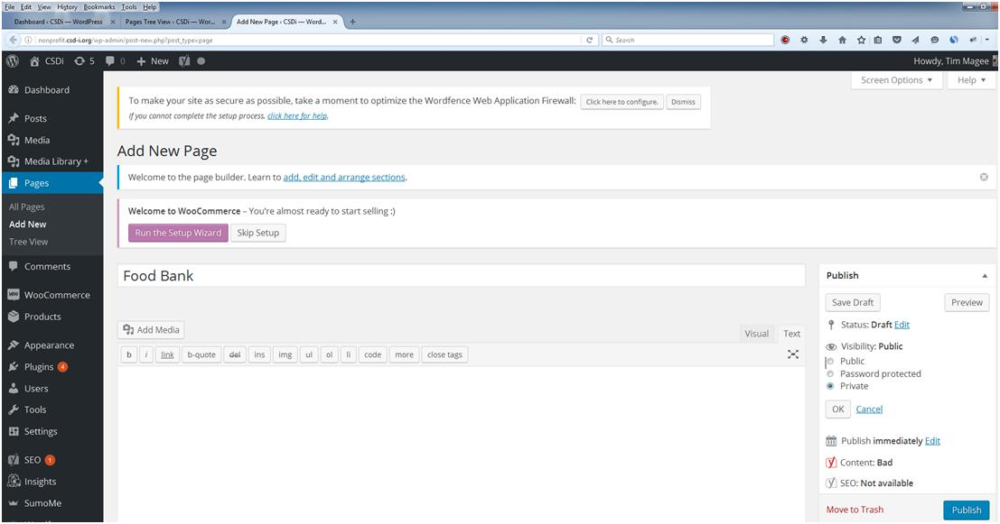 File Edit View History Bookmarks Tools Help
Dashboard ‹ CSDi — WordPress × Pages Tree View ‹ CSDi — Wor... × Add New Page ‹ CSDi — Word... × +
nonprofit.csd-i.org/wp-admin/post-new.php?post_type=page Search
CSDi 5 0 + New Howdy, Tim Magee
Screen Options Help
Dashboard
Posts
Media
Media Library +
Pages
All Pages
Add New
Tree View
Comments
WooCommerce
Products
Appearance
Plugins 4
Users
Tools
Settings
SEO 1
Insights
SumoMe
To make your site as secure as possible, take a moment to optimize the Wordfence Web Application Firewall: Click here to configure. Dismiss
If you cannot complete the setup process, click here for help.
Add New Page
Welcome to the page builder. Learn to add, edit and arrange sections.
Welcome to WooCommerce – You're almost ready to start selling :)
Run the Setup Wizard Skip Setup
Food Bank
Add Media Visual Text
b i link b-quote del ins img ul ol li code more close tags
Publish
Save Draft Preview
Status: Draft Edit
Visibility: Public
Public
Password protected
Private
OK Cancel
Publish immediately Edit
Content: Bad
SEO: Not available
Move to Trash Publish